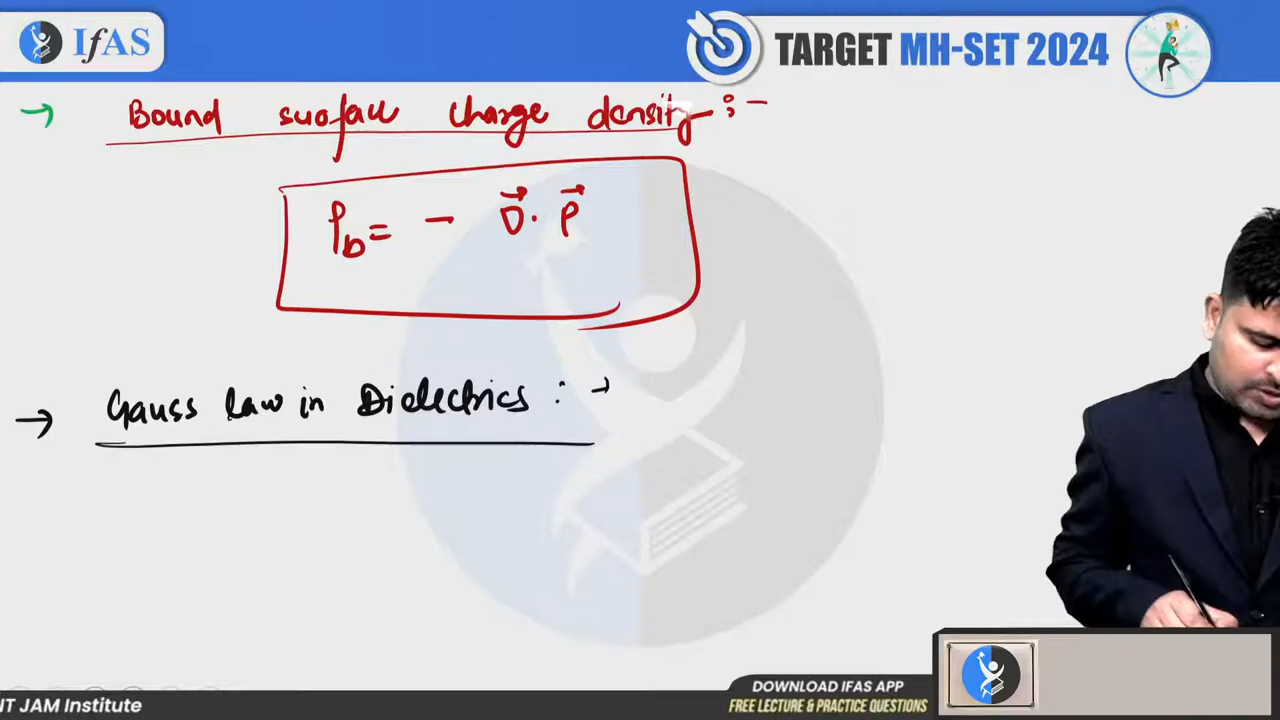 IfAS
TARGET MH-SET 2024
→ Bound surface charge density :-
ρb = - ∇⃗ · P⃗
→ Gauss law in Dielectrics : →
IT JAM Institute
DOWNLOAD IFAS APP
FREE LECTURE & PRACTICE QUESTIONS